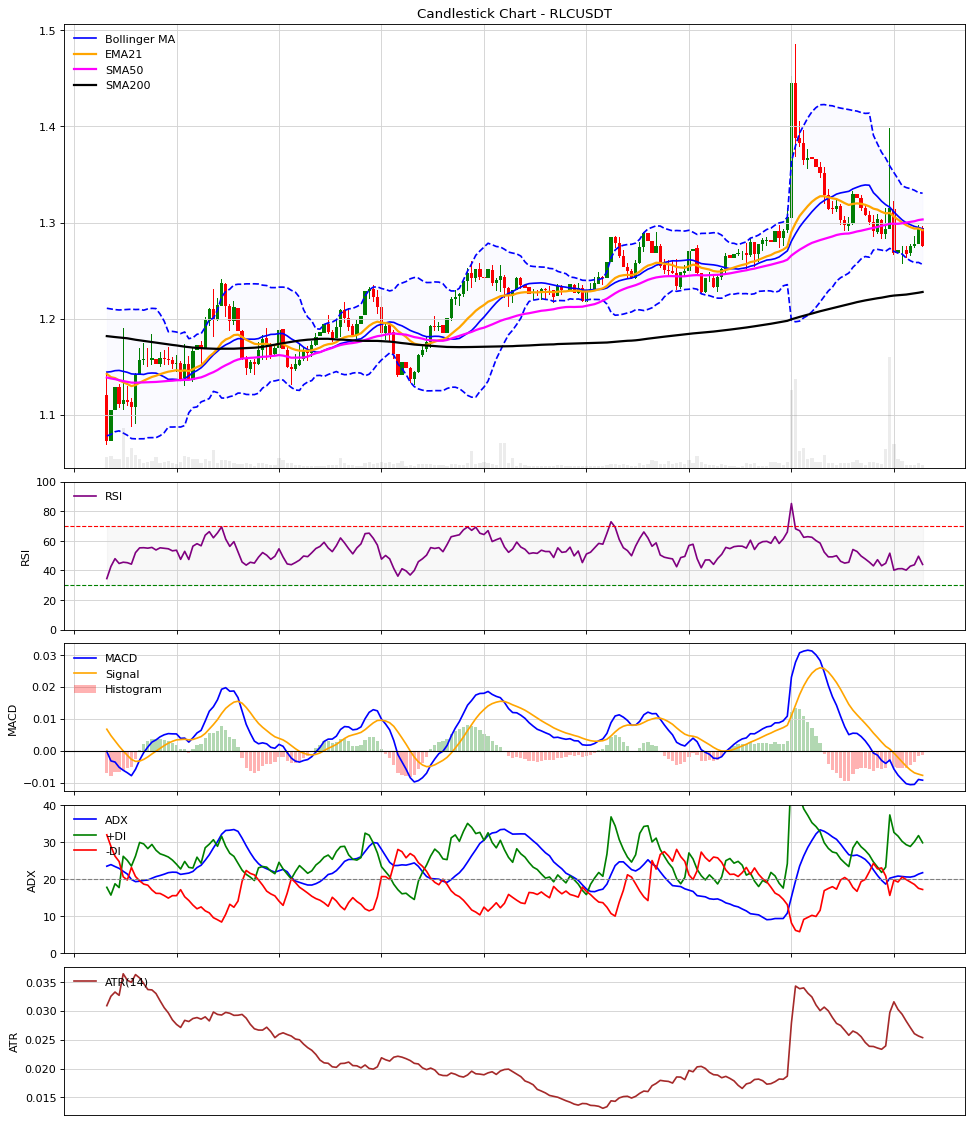 Candlestick Chart - RLCUSDT
1.5
1.4
1.3
1.2
1.1
Bollinger MA
EMA21
SMA50
SMA200
RSI
100
80
60
40
20
0
RSI
MACD
0.03
0.02
0.01
0.00
−0.01
MACD
Signal
Histogram
ADX
40
30
20
10
0
ADX
+DI
-DI
ATR
0.035
0.030
0.025
0.020
0.015
ATR(14)